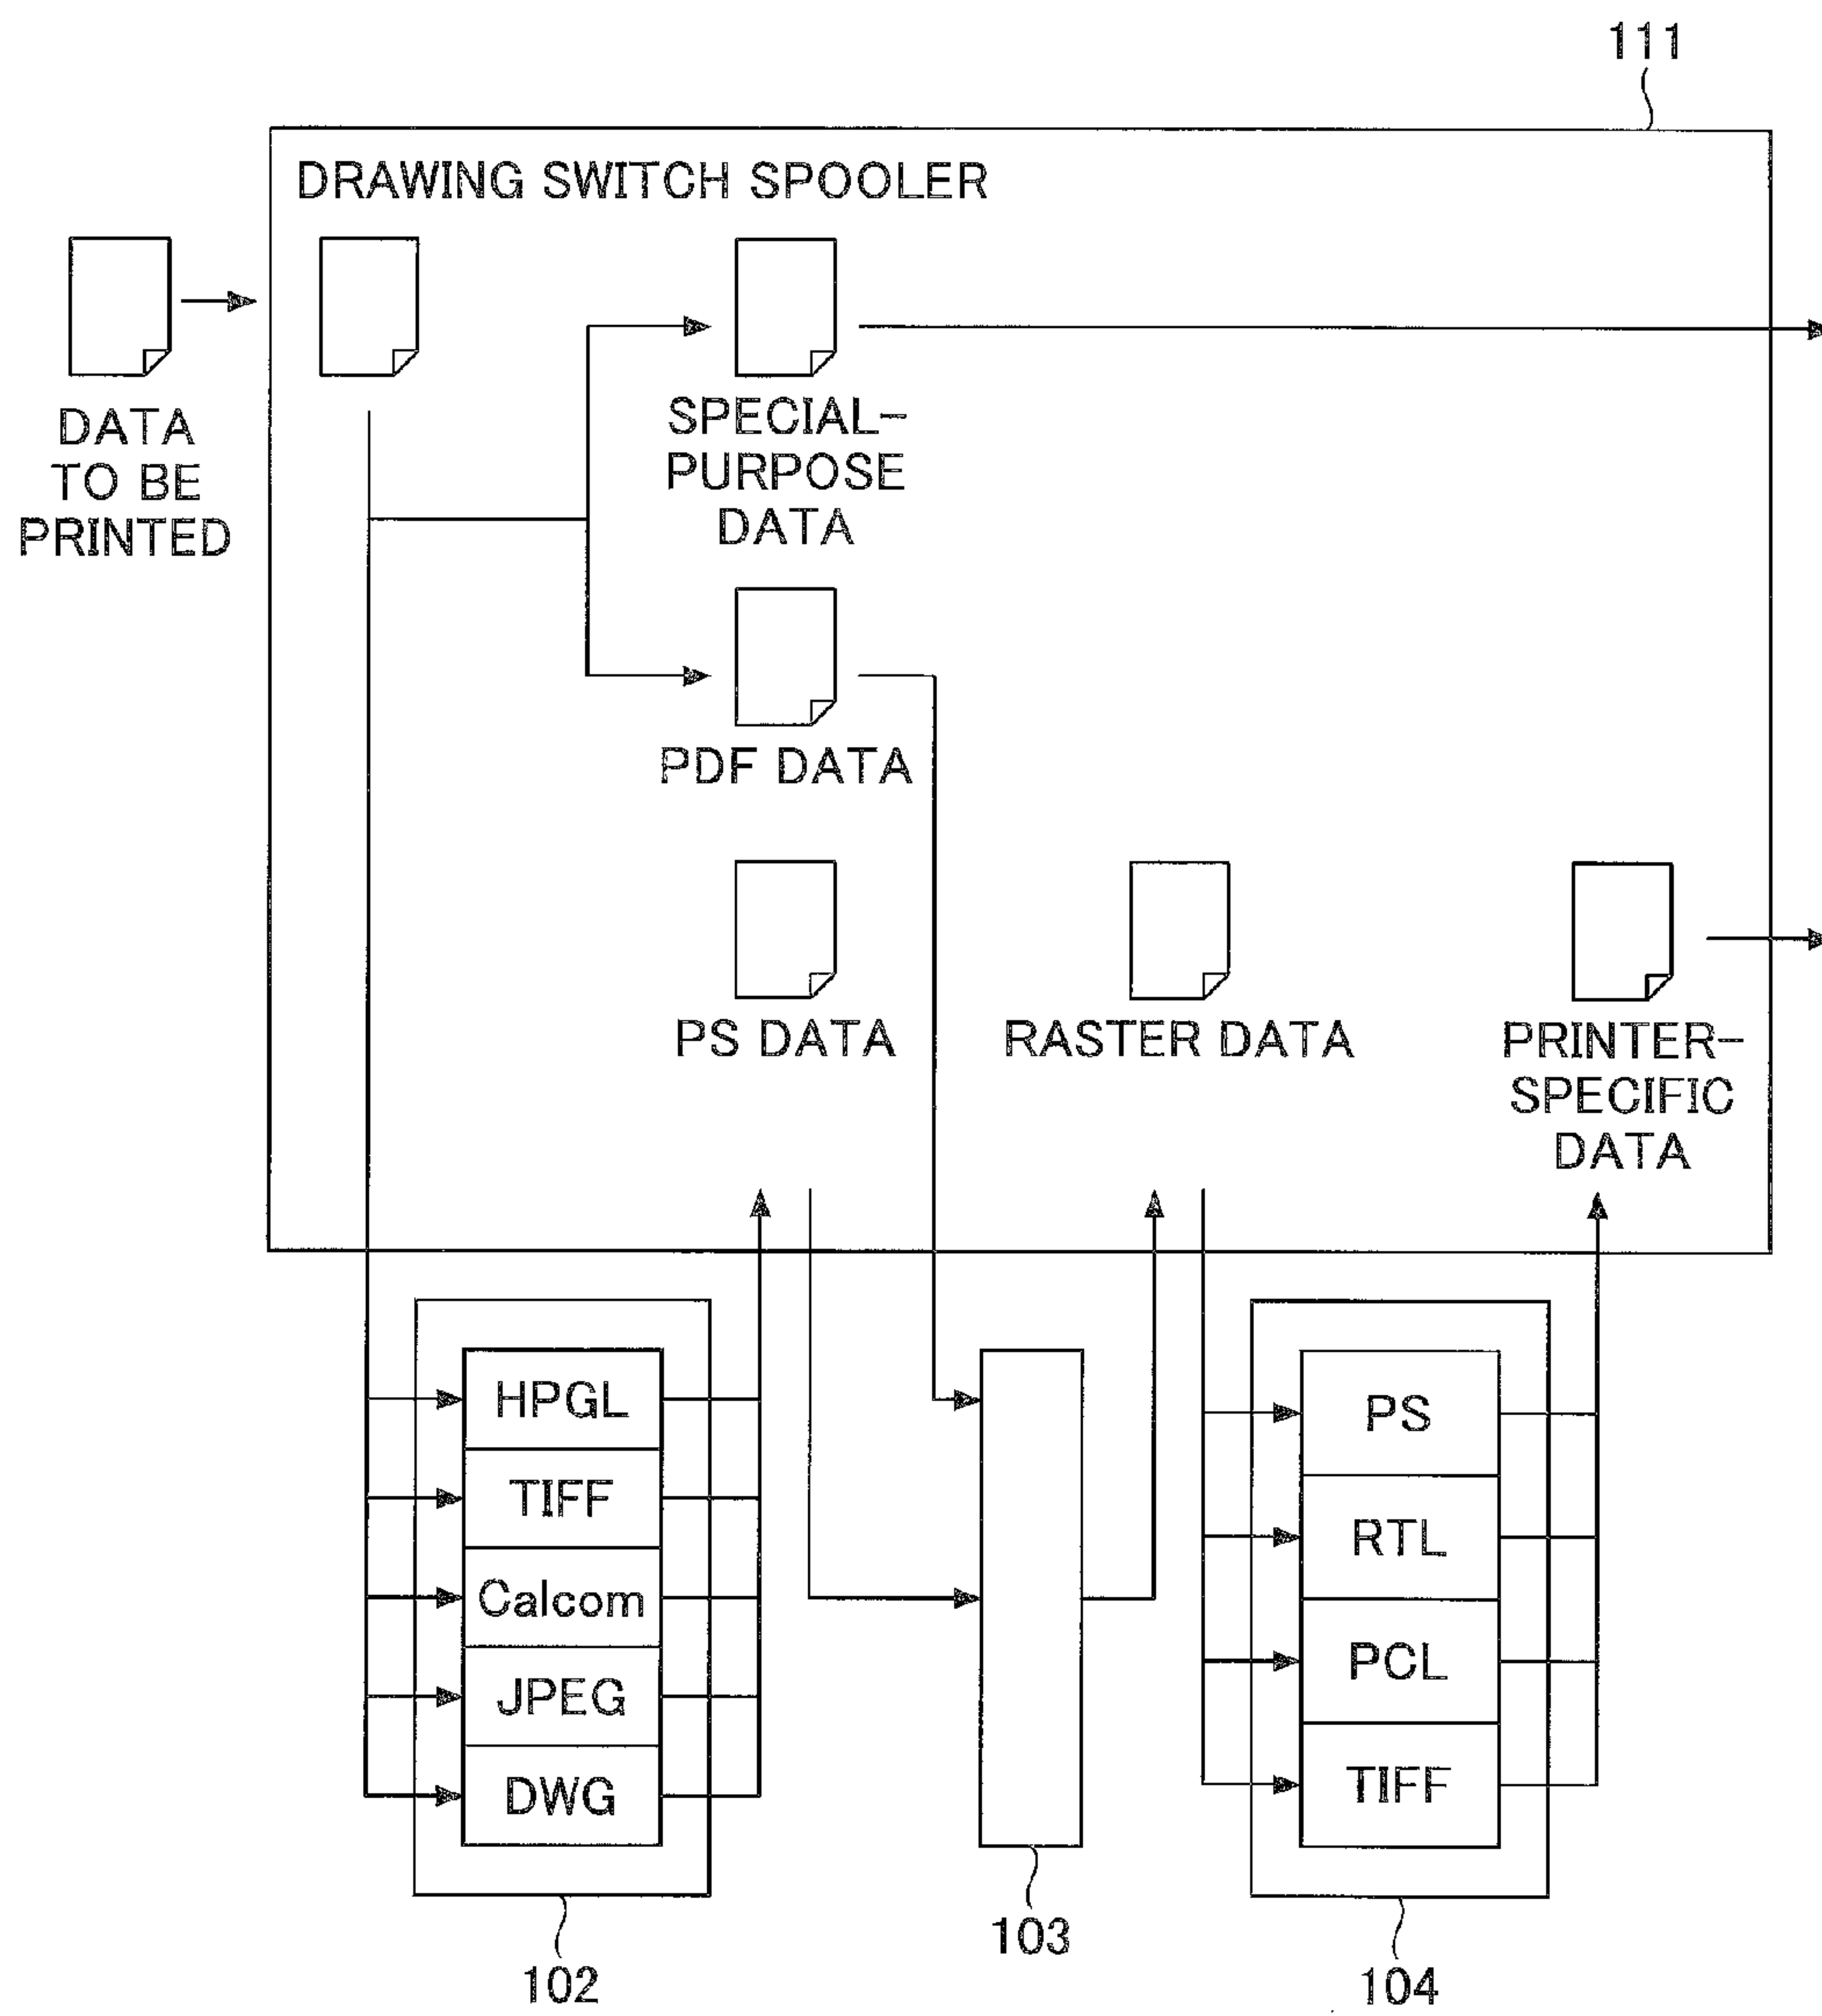 111
DRAWING SWITCH SPOOLER
DATA
TO BE
PRINTED
SPECIAL-
PURPOSE
DATA
PDF DATA
PS DATA
RASTER DATA
PRINTER-
SPECIFIC
DATA
HPGL
TIFF
Calcom
JPEG
DWG
PS
RTL
PCL
TIFF
102
103
104